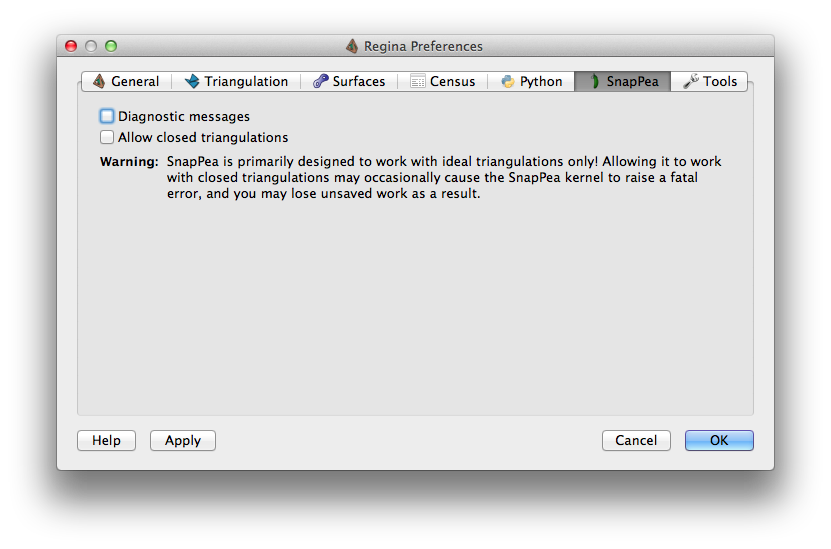 Regina Preferences
General Triangulation Surfaces Census Python SnapPea Tools
Diagnostic messages
Allow closed triangulations
Warning: SnapPea is primarily designed to work with ideal triangulations only! Allowing it to work
with closed triangulations may occasionally cause the SnapPea kernel to raise a fatal
error, and you may lose unsaved work as a result.
Help Apply Cancel OK